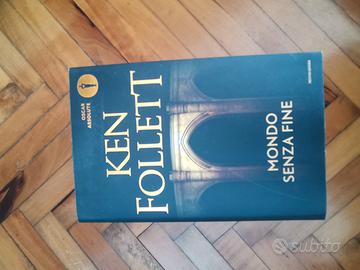 OSCAR
ABSOLUTE
KEN
FOLLETT
MONDO
SENZA FINE
subito